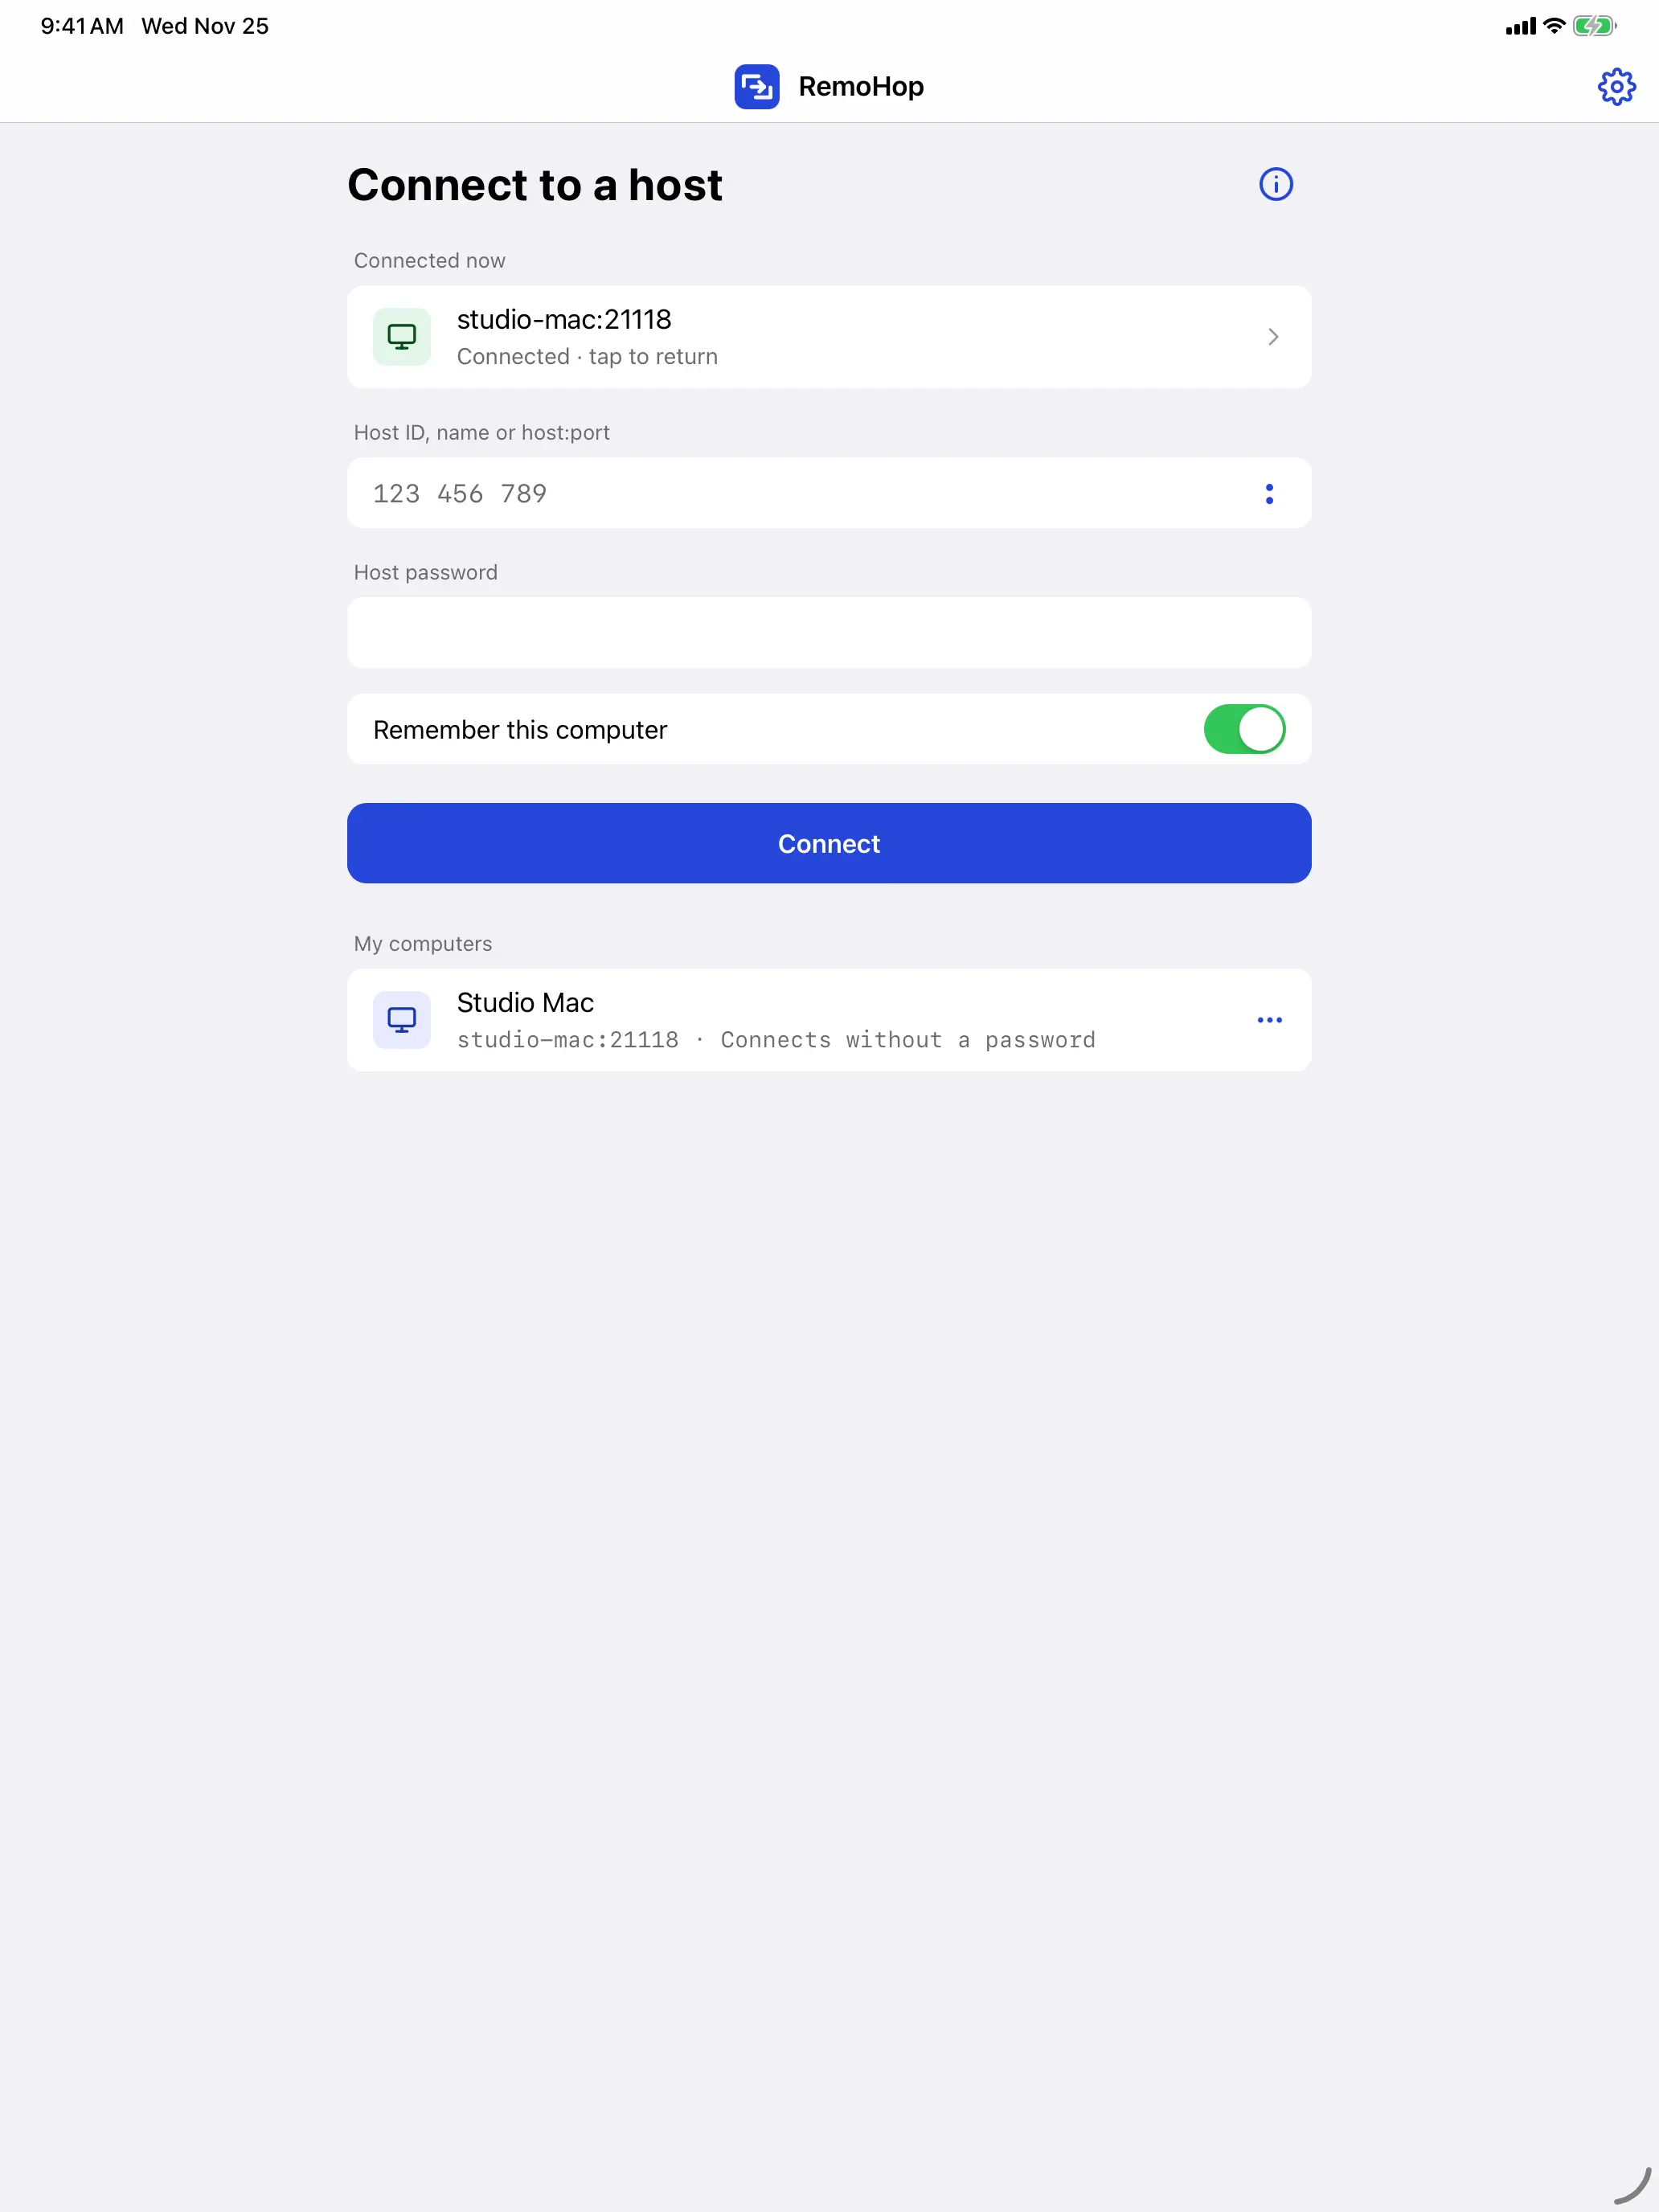 9:41 AM Wed Nov 25
RemoHop
Connect to a host
Connected now
studio-mac:21118
Connected · tap to return
Host ID, name or host:port
123 456 789
Host password
Remember this computer
Connect
My computers
Studio Mac
studio-mac:21118 · Connects without a password